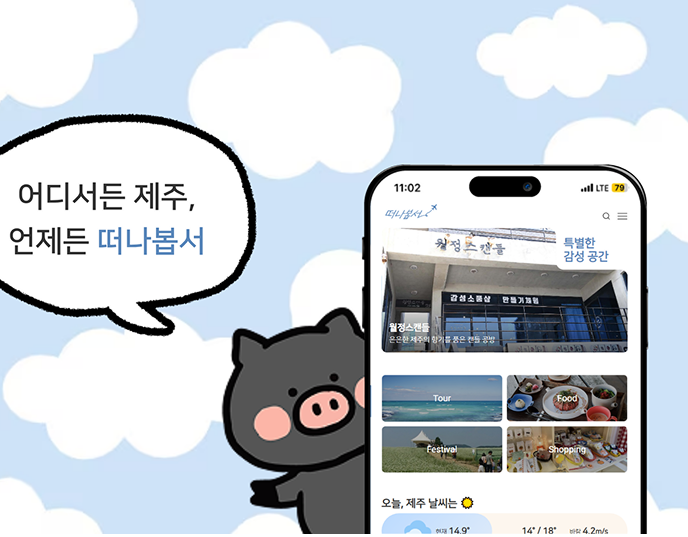 어디서든 제주,
언제든 떠나봅서
11:02
LTE 79
떠나봅서
월정스캔들
특별한
감성 공간
감성소품샵 만들기체험
월정스캔들
은은한 제주의 향기를 품은 캔들 공방
Tour
Food
Festival
Shopping
오늘, 제주 날씨는
현재 14.9°
14° / 18°
바람 4.2m/s